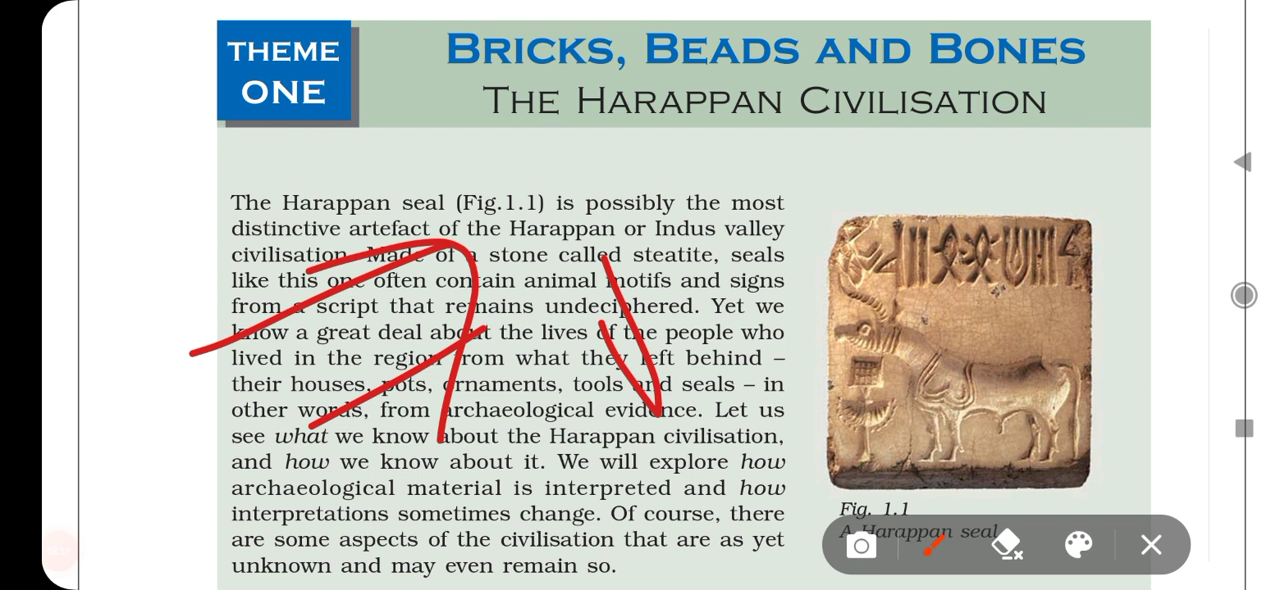 THEME
ONE
BRICKS, BEADS AND BONES
THE HARAPPAN CIVILISATION
The Harappan seal (Fig.1.1) is possibly the most
distinctive artefact of the Harappan or Indus valley
civilisation. Made of a stone called steatite, seals
like this one often contain animal motifs and signs
from a script that remains undeciphered. Yet we
know a great deal about the lives of the people who
lived in the region from what they left behind –
their houses, pots, ornaments, tools and seals – in
other words, from archaeological evidence. Let us
see what we know about the Harappan civilisation,
and how we know about it. We will explore how
archaeological material is interpreted and how
interpretations sometimes change. Of course, there
are some aspects of the civilisation that are as yet
unknown and may even remain so.
Fig. 1.1
A Harappan seal